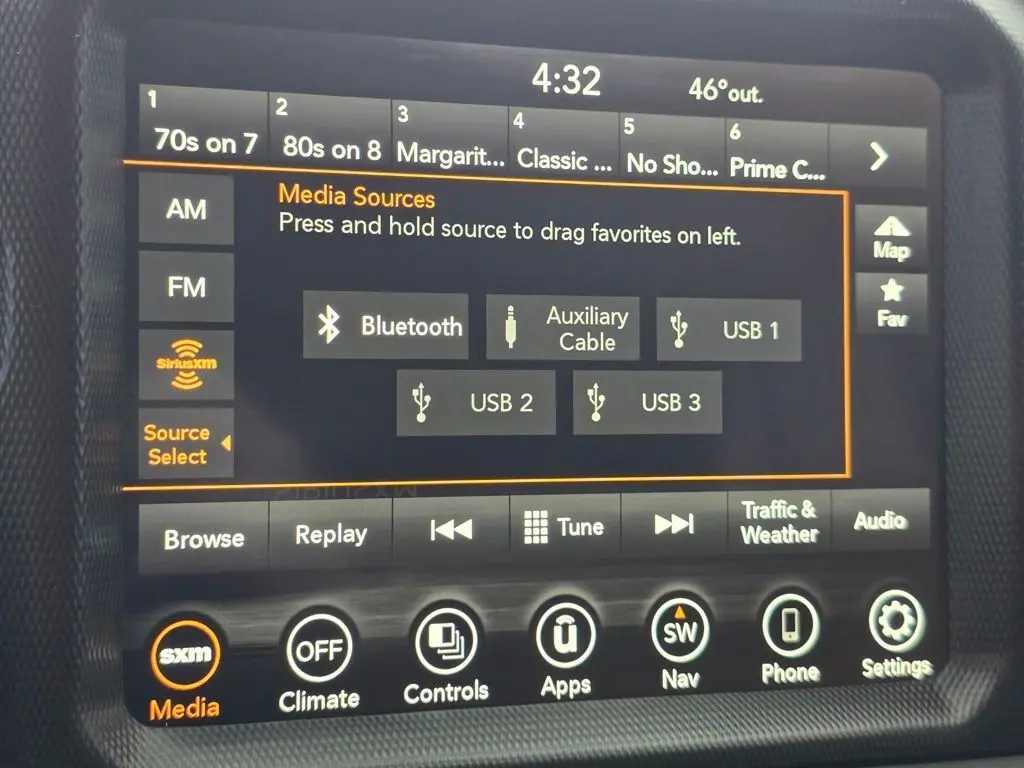 4:32
46°out.
1
70s on 7
2
80s on 8
3
Margarit...
4
Classic ...
5
No Sho...
6
Prime C...
AM
FM
SiriusXM
Source
Select
Media Sources
Press and hold source to drag favorites on left.
Bluetooth
Auxiliary
Cable
USB 1
USB 2
USB 3
Map
Fav
SIRIUSXM
Browse
Replay
Tune
Traffic &
Weather
Audio
sxm
Media
OFF
Climate
Controls
û
Apps
SW
Nav
Phone
Settings